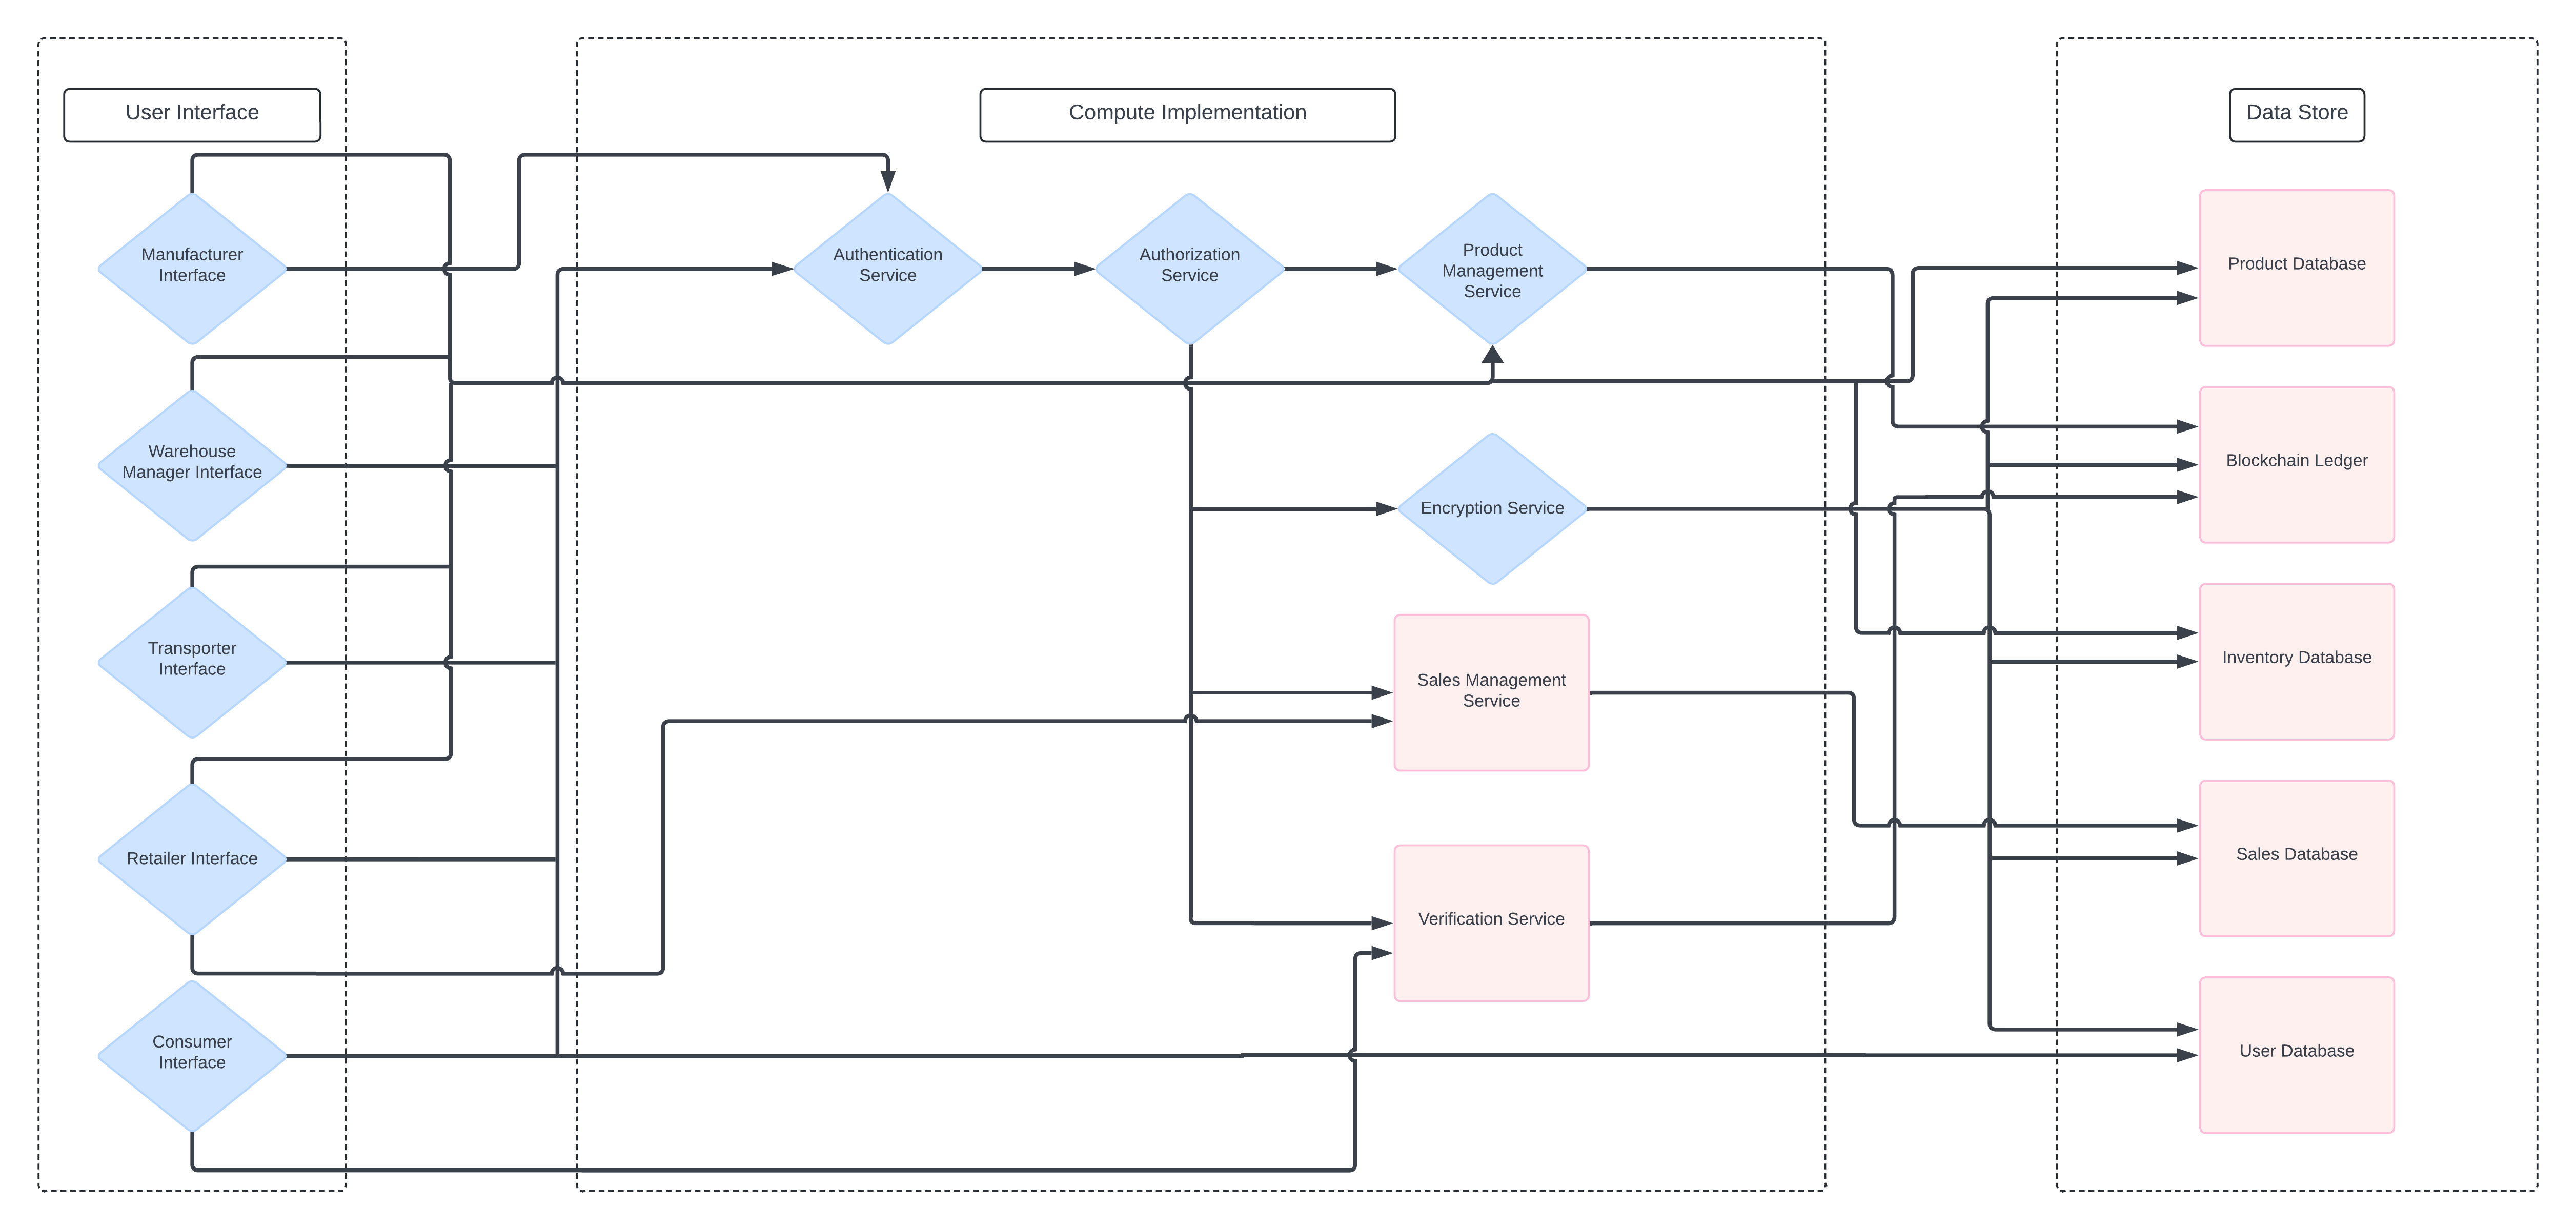 User Interface
Compute Implementation
Data Store
Manufacturer
Interface
Authentication
Service
Authorization
Service
Product
Management
Service
Product Database
Warehouse
Manager Interface
Encryption Service
Blockchain Ledger
Transporter
Interface
Sales Management
Service
Inventory Database
Retailer Interface
Verification Service
Sales Database
Consumer
Interface
User Database